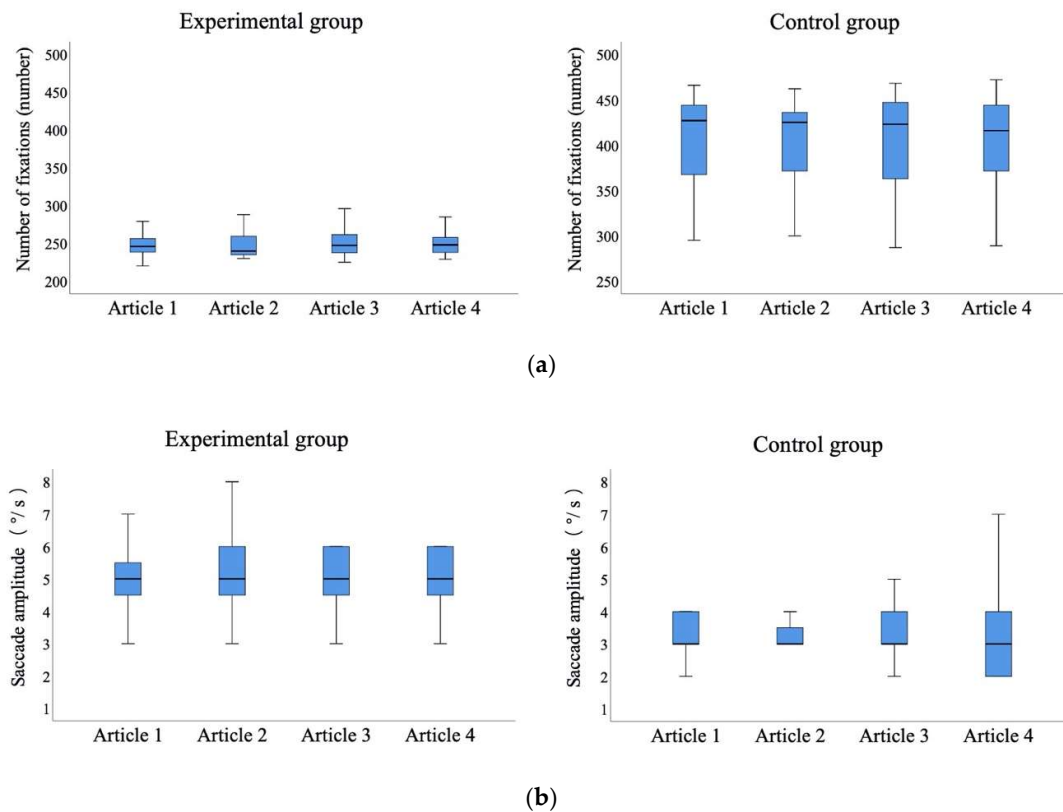 Experimental group
Number of fixations (number)
500
450
400
350
300
250
200
Article 1 Article 2 Article 3 Article 4
Control group
Number of fixations (number)
500
450
400
350
300
250
Article 1 Article 2 Article 3 Article 4
(a)
Experimental group
Saccade amplitude ( °/ s )
8
7
6
5
4
3
2
1
Article 1 Article 2 Article 3 Article 4
Control group
Saccade amplitude ( °/ s )
8
7
6
5
4
3
2
1
Article 1 Article 2 Article 3 Article 4
(b)